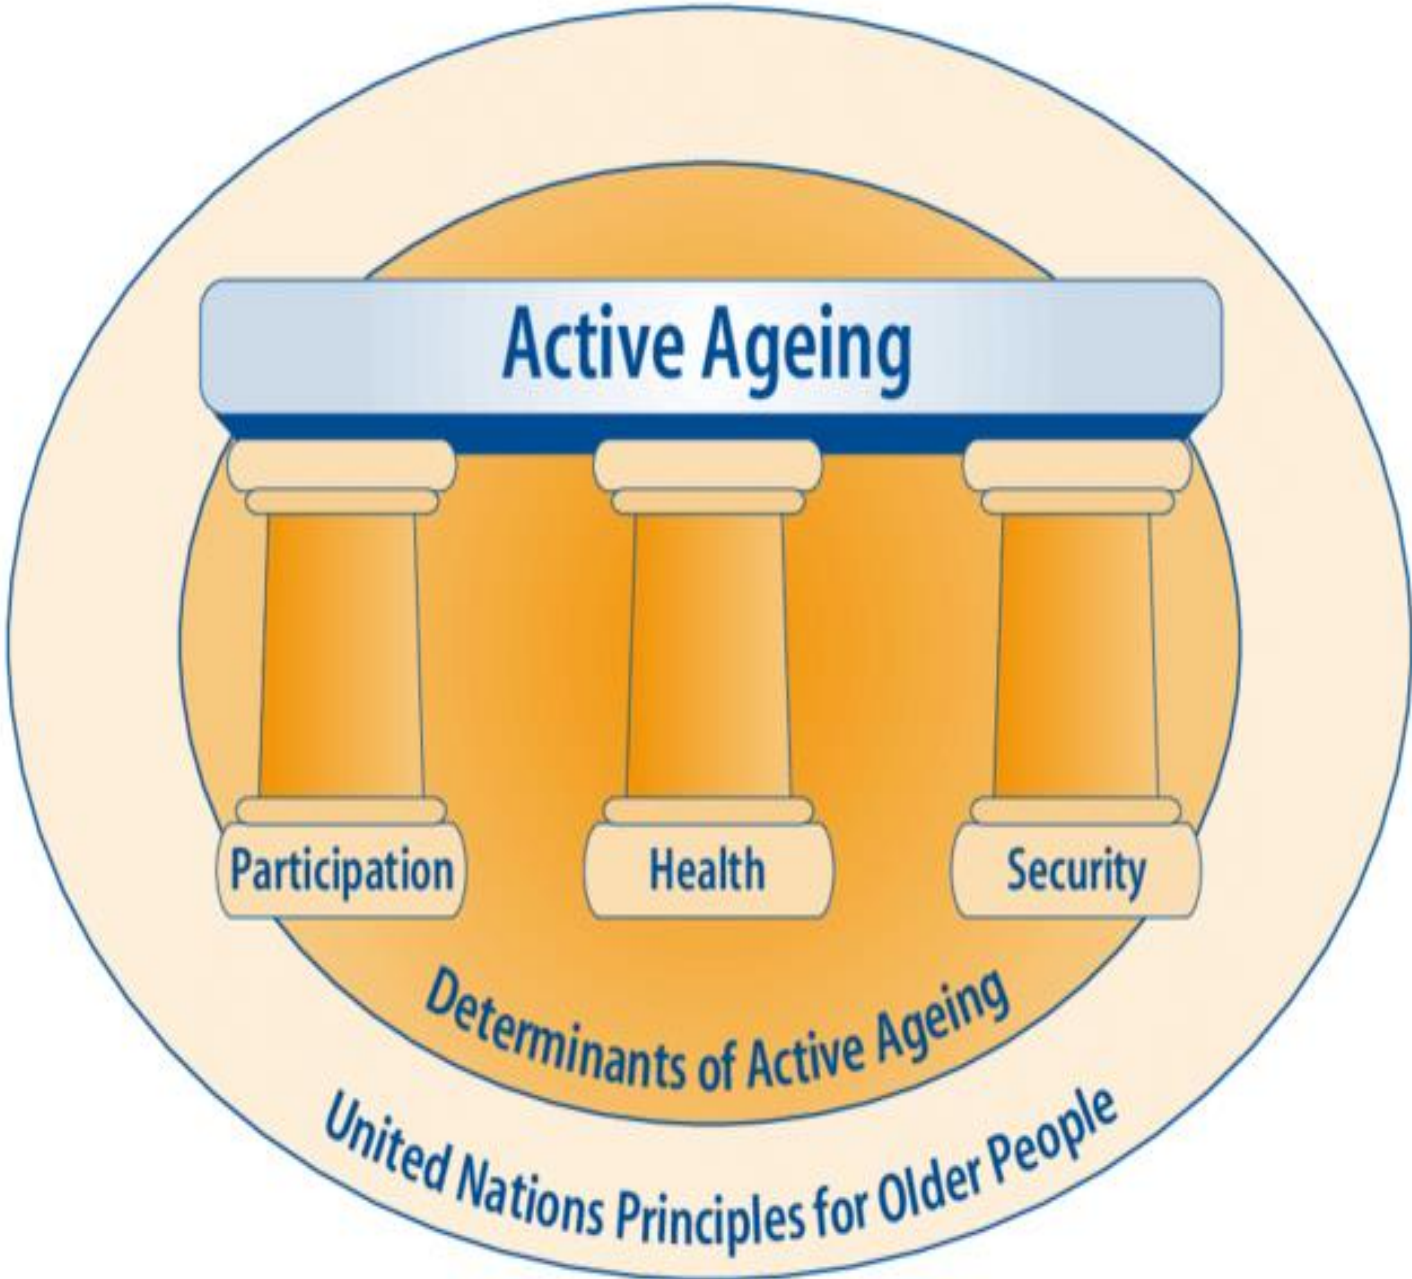 Active Ageing
Participation
Health
Security
Determinants of Active Ageing
United Nations Principles for Older People